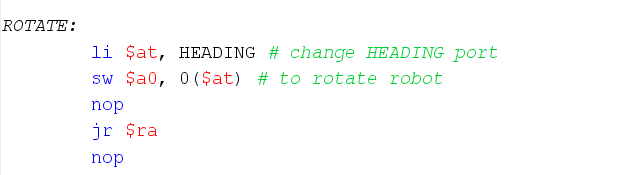 ROTATE:
li $at, HEADING # change HEADING port
sw $a0, 0($at) # to rotate robot
nop
jr $ra
nop